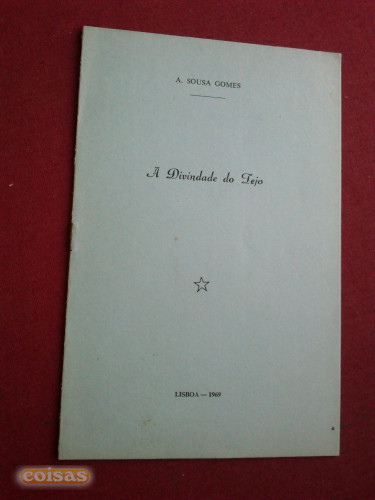 A. SOUSA GOMES
À Divindade do Tejo
LISBOA — 1969
coisas